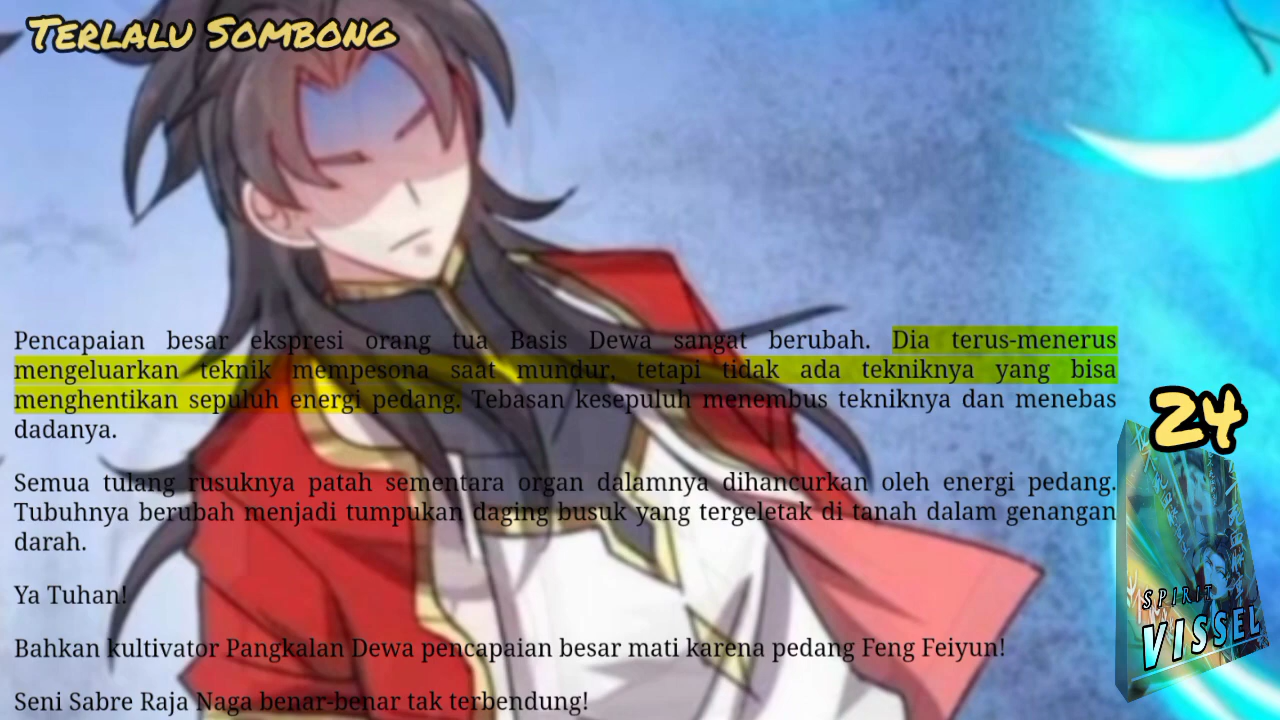 Terlalu Sombong
Pencapaian besar ekspresi orang tua Basis Dewa sangat berubah. Dia terus-menerus
mengeluarkan teknik mempesona saat mundur, tetapi tidak ada tekniknya yang bisa
menghentikan sepuluh energi pedang. Tebasan kesepuluh menembus tekniknya dan menebas
dadanya.
Semua tulang rusuknya patah sementara organ dalamnya dihancurkan oleh energi pedang.
Tubuhnya berubah menjadi tumpukan daging busuk yang tergeletak di tanah dalam genangan
darah.
Ya Tuhan!
Bahkan kultivator Pangkalan Dewa pencapaian besar mati karena pedang Feng Feiyun!
Seni Sabre Raja Naga benar-benar tak terbendung!
24
SPIRIT
VISSEL